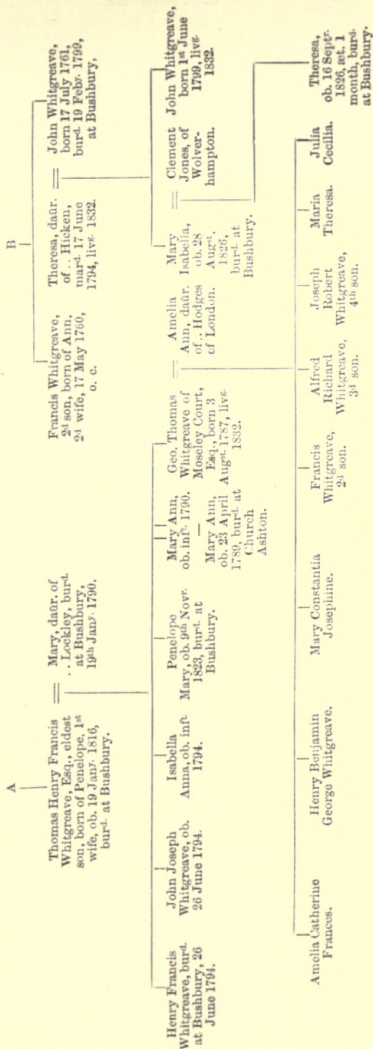 A
B
Thomas Henry Francis
Whitgreave, Esq., eldest
son, born of Penelope, 1st
wife, ob. 19 Jany. 1816,
burd. at Bushbury.
=
Mary, daür. of
. . Lockley, burd.
at Bushbury,
19th Jany. 1790.
Francis Whitgreave,
2d son, born of Ann,
2d wife, 17 May 1760,
o. c.
Theresa, daür.
of . . Hicken,
mard. 17 June
1794, livg. 1832.
=
John Whitgreave,
born 17 July 1761,
burd. 19 Feby. 1799,
at Bushbury.
Henry Francis
Whitgreave, burd.
at Bushbury, 26
June 1794.
John Joseph
Whitgreave, ob.
26 June 1794.
Isabella
Anna, ob. inft.
1794.
Penelope
Mary, ob. 9th Novr.
1823, burd. at
Bushbury.
Mary Ann,
ob. inft. 1790.
—
Mary Ann,
ob. 23 April
1789, burd. at
Church
Ashton.
Geo. Thomas
Whitgreave of
Moseley Court,
Esq., born 3
Augst. 1787, livg.
1832.
=
Amelia
Ann, daür.
of . . Hodges
of London.
Mary
Isabella,
ob. 28
Augst.
1826,
burd. at
Bushbury.
=
Clement
Jones, of
Wolver-
hampton.
John Whitgreave,
born 1st June
1799, livg.
1832.
Amelia Catherine
Frances.
Henry Benjamin
George Whitgreave.
Mary Constantia
Josephine.
Francis
Whitgreave,
2d son.
Alfred
Richard
Whitgreave,
3d son.
Joseph
Robert
Whitgreave,
4th son.
Maria
Theresa.
Julia
Cecilia.
Theresa,
ob. 16 Septr.
1826, æt. 1
month, burd.
at Bushbury.